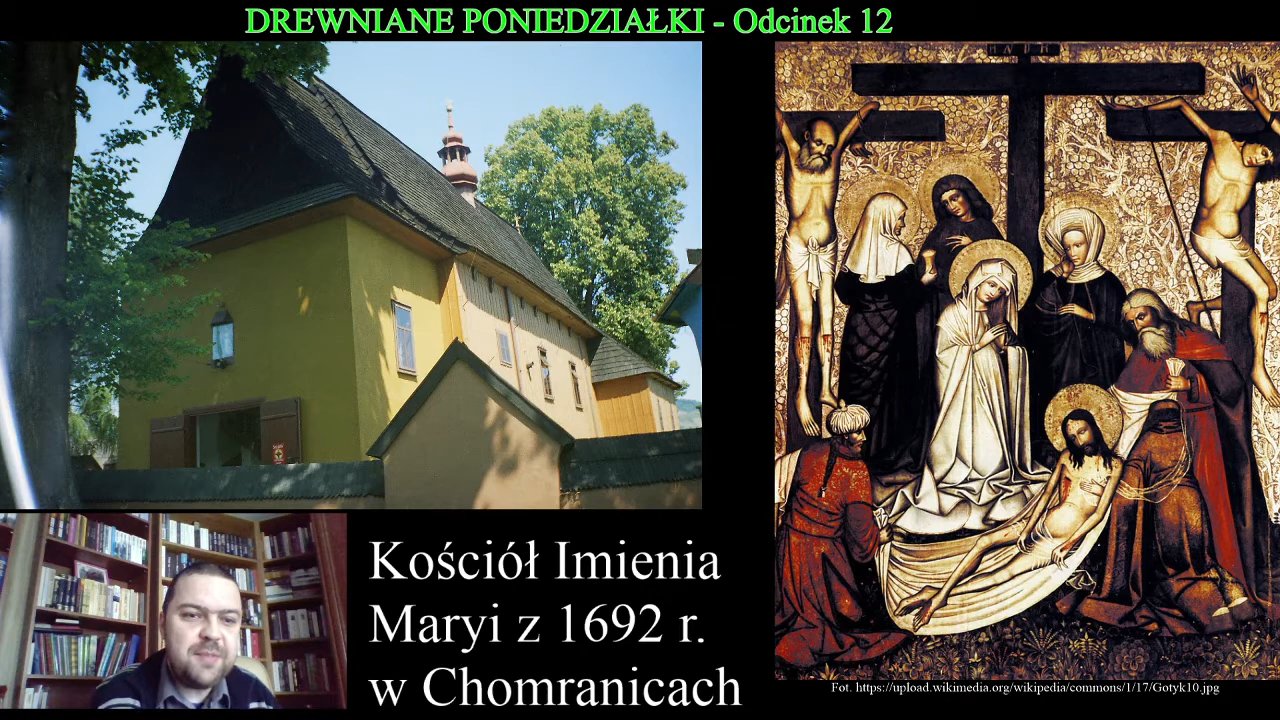 DREWNIANE PONIEDZIAŁKI - Odcinek 12
Kościół Imienia
Maryi z 1692 r.
w Chomranicach
Fot. https://upload.wikimedia.org/wikipedia/commons/1/17/Gotyk10.jpg